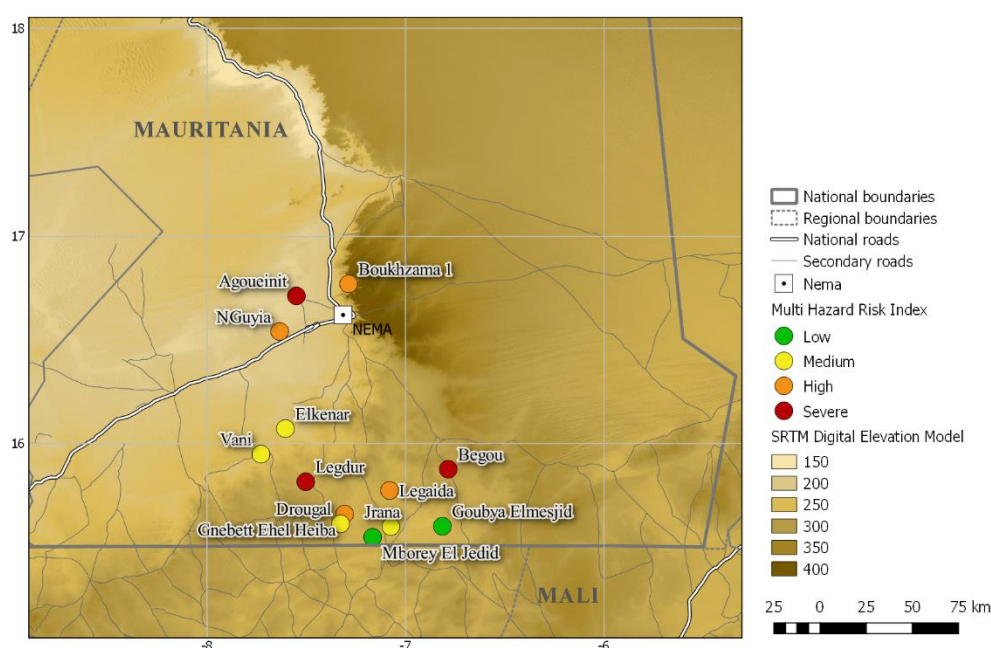 18
MAURITANIA
17
Agoueinit
Boukhzama 1
NGuyia
NEMA
Elkenar
16
Vani
Begou
Legdur
Legaida
Drougal
Jrana
Goubya Elmesjid
Gnebett Ehel Heiba
Mborey El Jedid
MALI
-8
-7
-6
National boundaries
Regional boundaries
National roads
Secondary roads
Nema
Multi Hazard Risk Index
Low
Medium
High
Severe
SRTM Digital Elevation Model
150
200
250
300
350
400
25 0 25 50 75 km